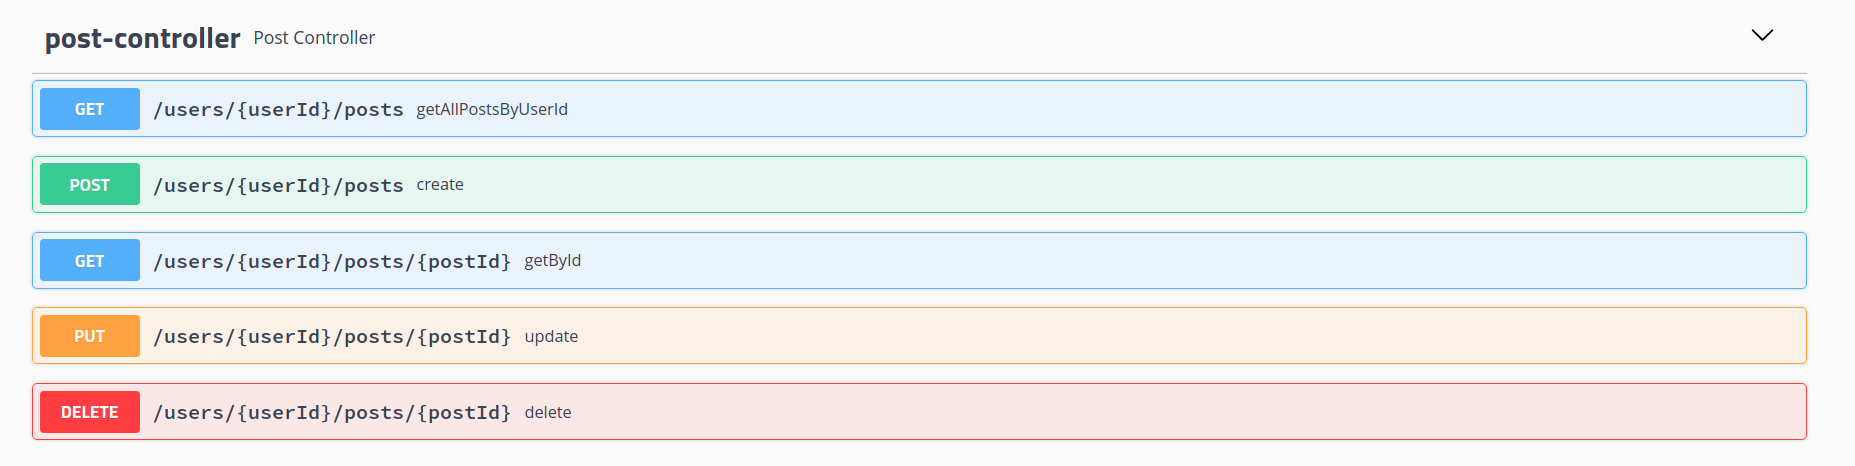 post-controller Post Controller
GET /users/{userId}/posts getAllPostsByUserId
POST /users/{userId}/posts create
GET /users/{userId}/posts/{postId} getById
PUT /users/{userId}/posts/{postId} update
DELETE /users/{userId}/posts/{postId} delete